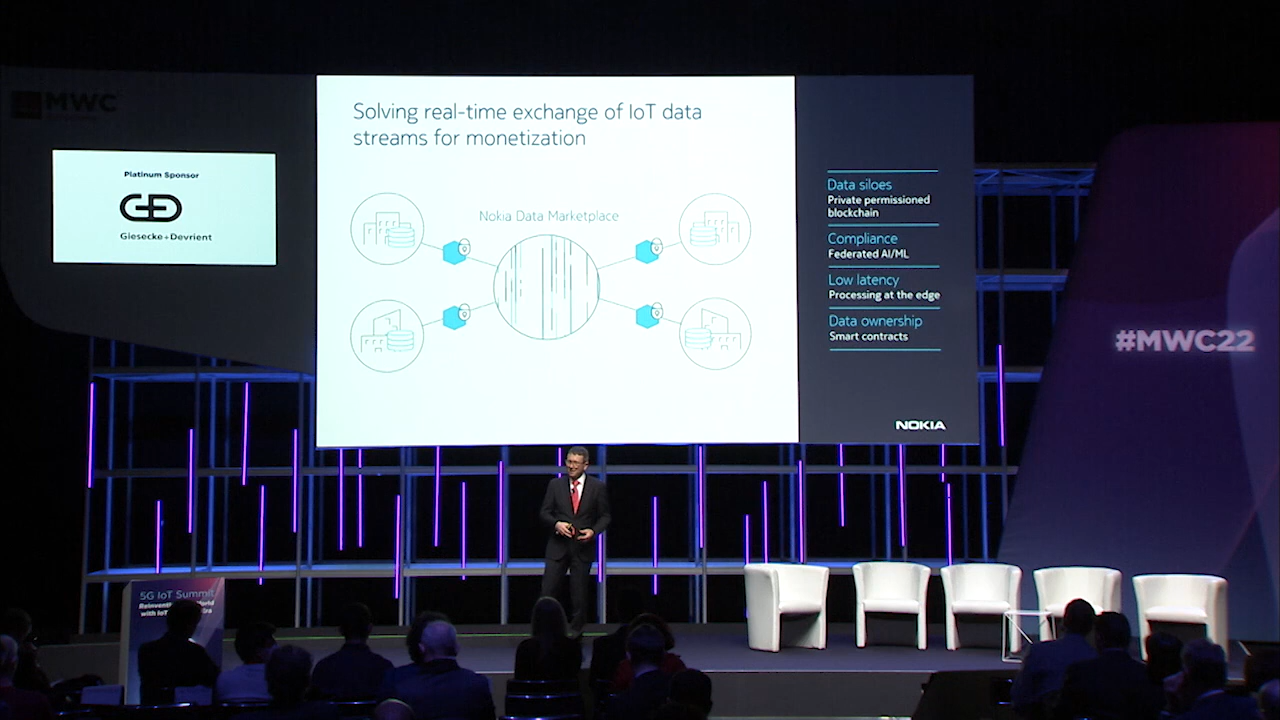 MWC
Platinum Sponsor
G+D
Giesecke+Devrient
Solving real-time exchange of IoT data
streams for monetization
Nokia Data Marketplace
Data siloes
Private permissioned
blockchain
Compliance
Federated AI/ML
Low latency
Processing at the edge
Data ownership
Smart contracts
NOKIA
#MWC22
5G IoT Summit
with IoT